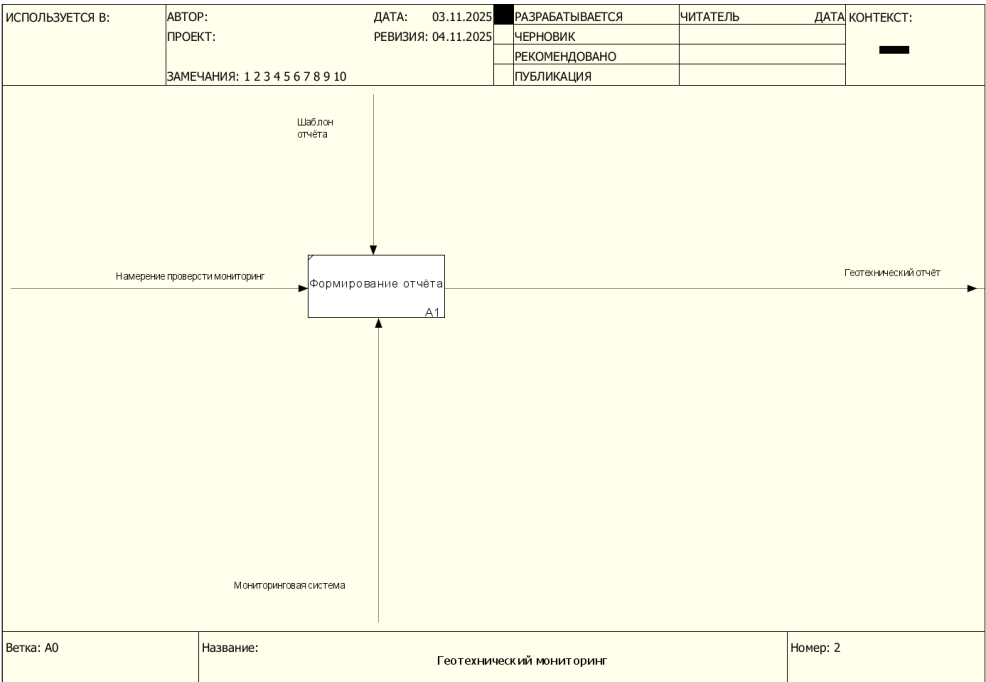 ИСПОЛЬЗУЕТСЯ В:
АВТОР:
ДАТА: 03.11.2025
РАЗРАБАТЫВАЕТСЯ
ЧИТАТЕЛЬ
ДАТА
КОНТЕКСТ:
ПРОЕКТ:
РЕВИЗИЯ: 04.11.2025
ЧЕРНОВИК
РЕКОМЕНДОВАНО
ЗАМЕЧАНИЯ: 1 2 3 4 5 6 7 8 9 10
ПУБЛИКАЦИЯ
Шаблон
отчёта
Намерение проверсти мониторинг
Геотехнический отчёт
Формирование отчёта
A1
Мониторинговая система
Ветка: A0
Название:
Геотехнический мониторинг
Номер: 2